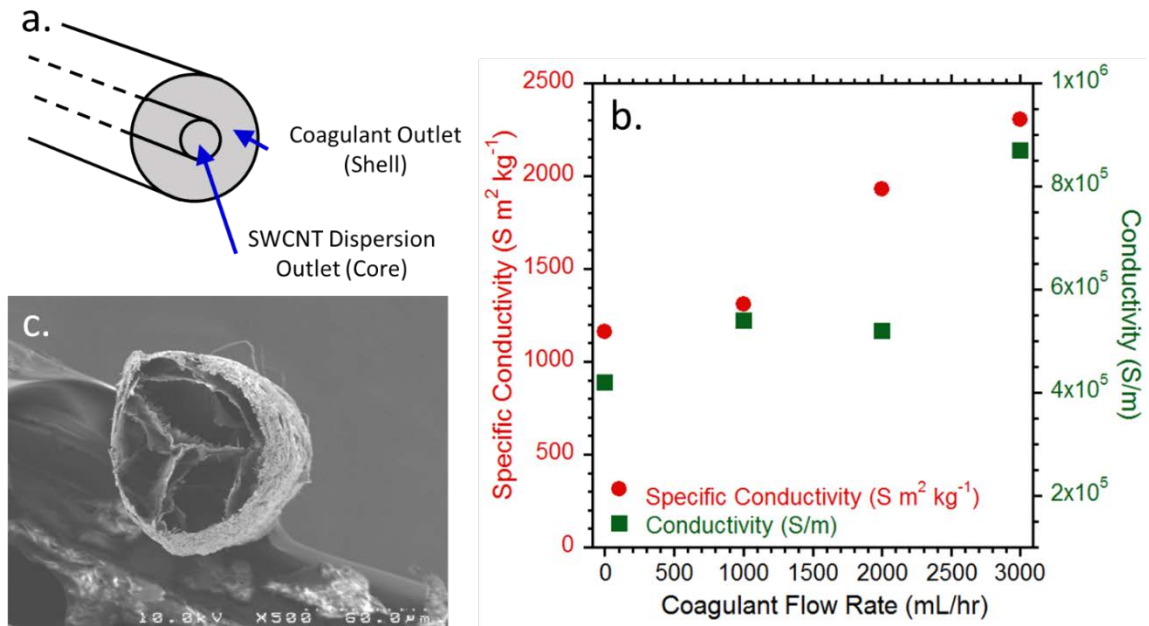 a.
Coagulant Outlet
(Shell)
SWCNT Dispersion
Outlet (Core)
c.
10.0kV X500 60.0µm
b.
2500
2000
1500
1000
500
0
Specific Conductivity (S m² kg⁻¹)
1x10⁶
8x10⁵
6x10⁵
4x10⁵
2x10⁵
Conductivity (S/m)
Specific Conductivity (S m² kg⁻¹)
Conductivity (S/m)
0 500 1000 1500 2000 2500 3000
Coagulant Flow Rate (mL/hr)